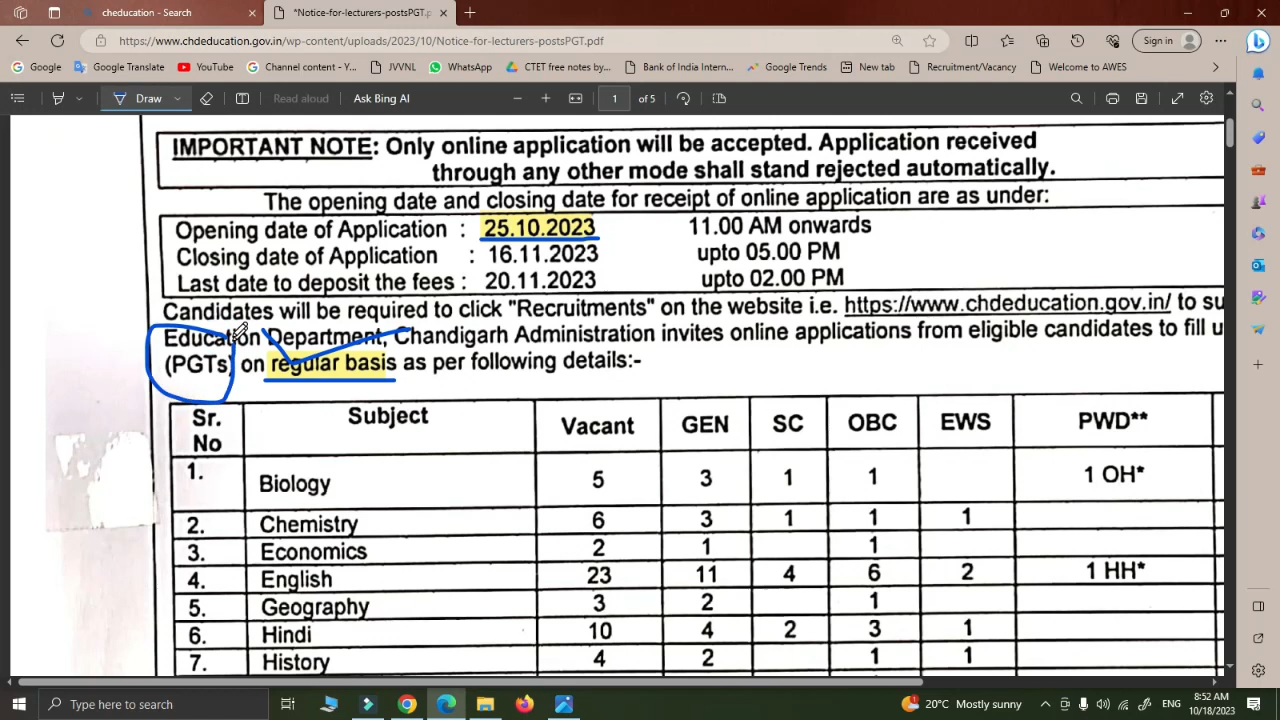 cheducation - Search
*Notice-for-lecturers-postsPGT.p
https://www.chdeducation.gov.in/wp-content/uploads/2023/10/Notice-for-lecturers-postsPGT.pdf
Sign in
Google
Google Translate
YouTube
Channel content - Y...
JVVNL
WhatsApp
CTET free notes by...
Bank of India Intern...
Google Trends
New tab
Recruitment/Vacancy
Welcome to AWES
Draw
Read aloud
Ask Bing AI
1 of 5
IMPORTANT NOTE: Only online application will be accepted. Application received
through any other mode shall stand rejected automatically.
The opening date and closing date for receipt of online application are as under:
Opening date of Application : 25.10.2023 11.00 AM onwards
Closing date of Application : 16.11.2023 upto 05.00 PM
Last date to deposit the fees : 20.11.2023 upto 02.00 PM
Candidates will be required to click "Recruitments" on the website i.e. https://www.chdeducation.gov.in/ to su
Education Department, Chandigarh Administration invites online applications from eligible candidates to fill u
(PGTs) on regular basis as per following details:-
Sr. No Subject Vacant GEN SC OBC EWS PWD**
1. Biology 5 3 1 1 1 OH*
2. Chemistry 6 3 1 1 1
3. Economics 2 1 1
4. English 23 11 4 6 2 1 HH*
5. Geography 3 2 1
6. Hindi 10 4 2 3 1
7. History 4 2 1 1
Type here to search
20°C Mostly sunny
ENG
8:52 AM
10/18/2023